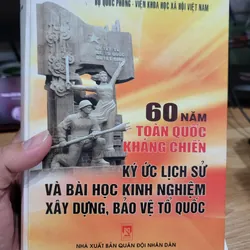 BỘ QUỐC PHÒNG - VIỆN KHOA HỌC XÃ HỘI VIỆT NAM
60 NĂM
TOÀN QUỐC
KHÁNG CHIẾN
KÝ ỨC LỊCH SỬ
VÀ BÀI HỌC KINH NGHIỆM
XÂY DỰNG, BẢO VỆ TỔ QUỐC
NHÀ XUẤT BẢN QUÂN ĐỘI NHÂN DÂN